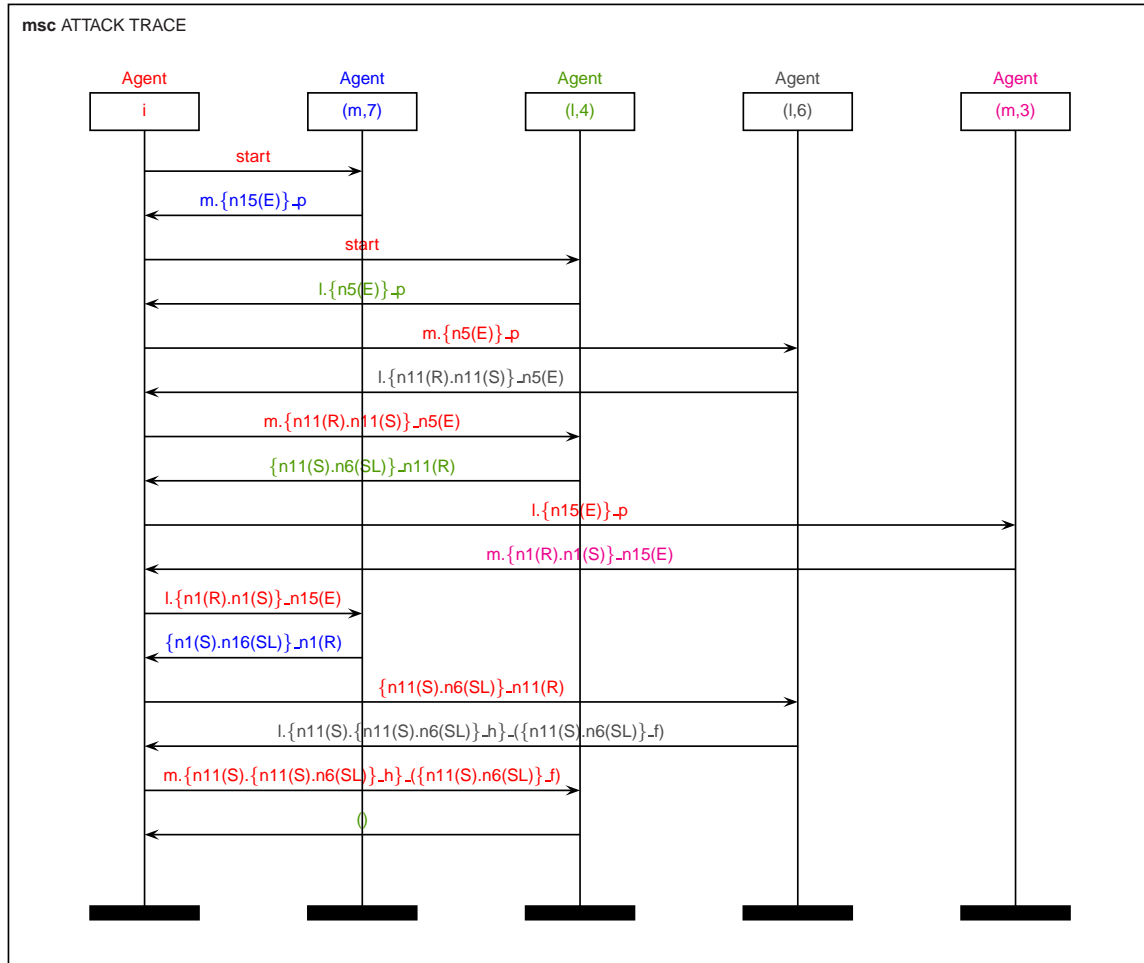 msc ATTACK TRACE
Agent Agent Agent Agent Agent
i (m,7) (l,4) (l,6) (m,3)
start
m.{n15(E)}_p
start
l.{n5(E)}_p
m.{n5(E)}_p
l.{n11(R).n11(S)}_n5(E)
m.{n11(R).n11(S)}_n5(E)
{n11(S).n6(SL)}_n11(R)
l.{n15(E)}_p
m.{n1(R).n1(S)}_n15(E)
l.{n1(R).n1(S)}_n15(E)
{n1(S).n16(SL)}_n1(R)
{n11(S).n6(SL)}_n11(R)
l.{n11(S).{n11(S).n6(SL)}_h}_({n11(S).n6(SL)}_f)
m.{n11(S).{n11(S).n6(SL)}_h}_({n11(S).n6(SL)}_f)
()